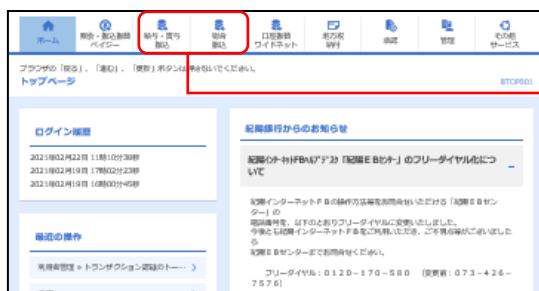 ホーム
照会・振込振替
ペイジー
給与・賞与
振込
総合
振込
口座振替
ワイドネット
地方税
納付
承認
管理
その他
サービス
ブラウザの「戻る」、「進む」、「更新」ボタンは押さないでください。
トップページ
BTOP001
ログイン履歴
2021年02月22日 11時10分38秒
2021年02月19日 17時02分23秒
2021年02月19日 16時00分45秒
最近の操作
利用者管理 » トランザクション認証のトー…
紀陽銀行からのお知らせ
紀陽インターネットFBヘルプデスク「紀陽EBセンター」のフリーダイヤル化につ
いて
紀陽インターネットFBの操作方法等をお問合せいただける「紀陽EBセン
ター」の
電話番号を、以下のとおりフリーダイヤルに変更いたしました。
今後とも紀陽インターネットFBをご利用いただき、ご不明点等がございました
ら
紀陽EBセンターまでお問合せください。
フリーダイヤル：0120-170-580 (変更前：073-426-
7576)